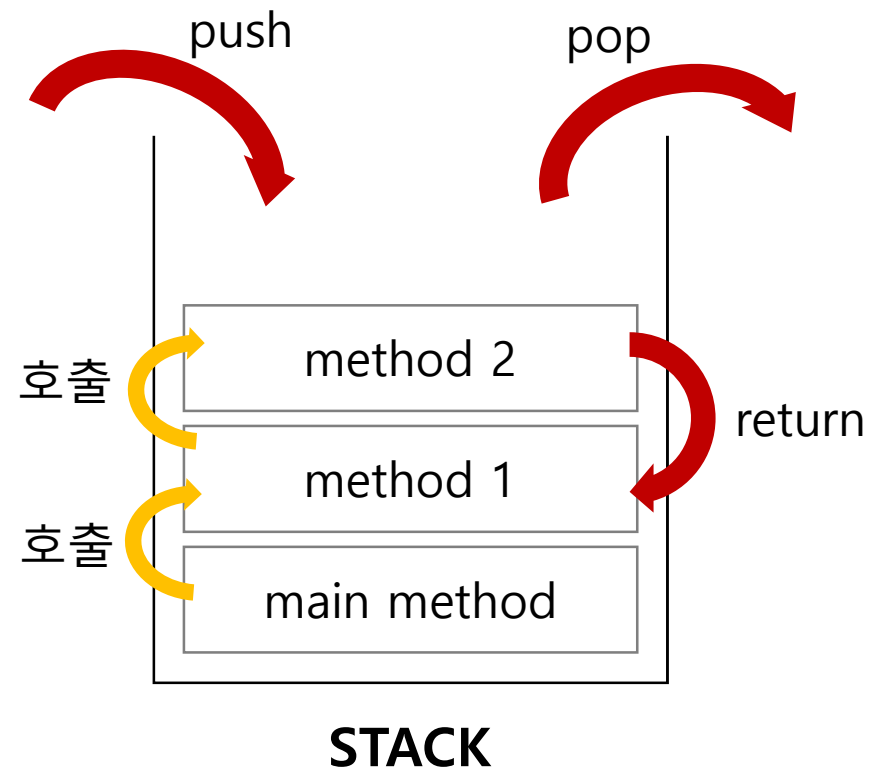 push
pop
method 2
호출
return
method 1
호출
main method
STACK